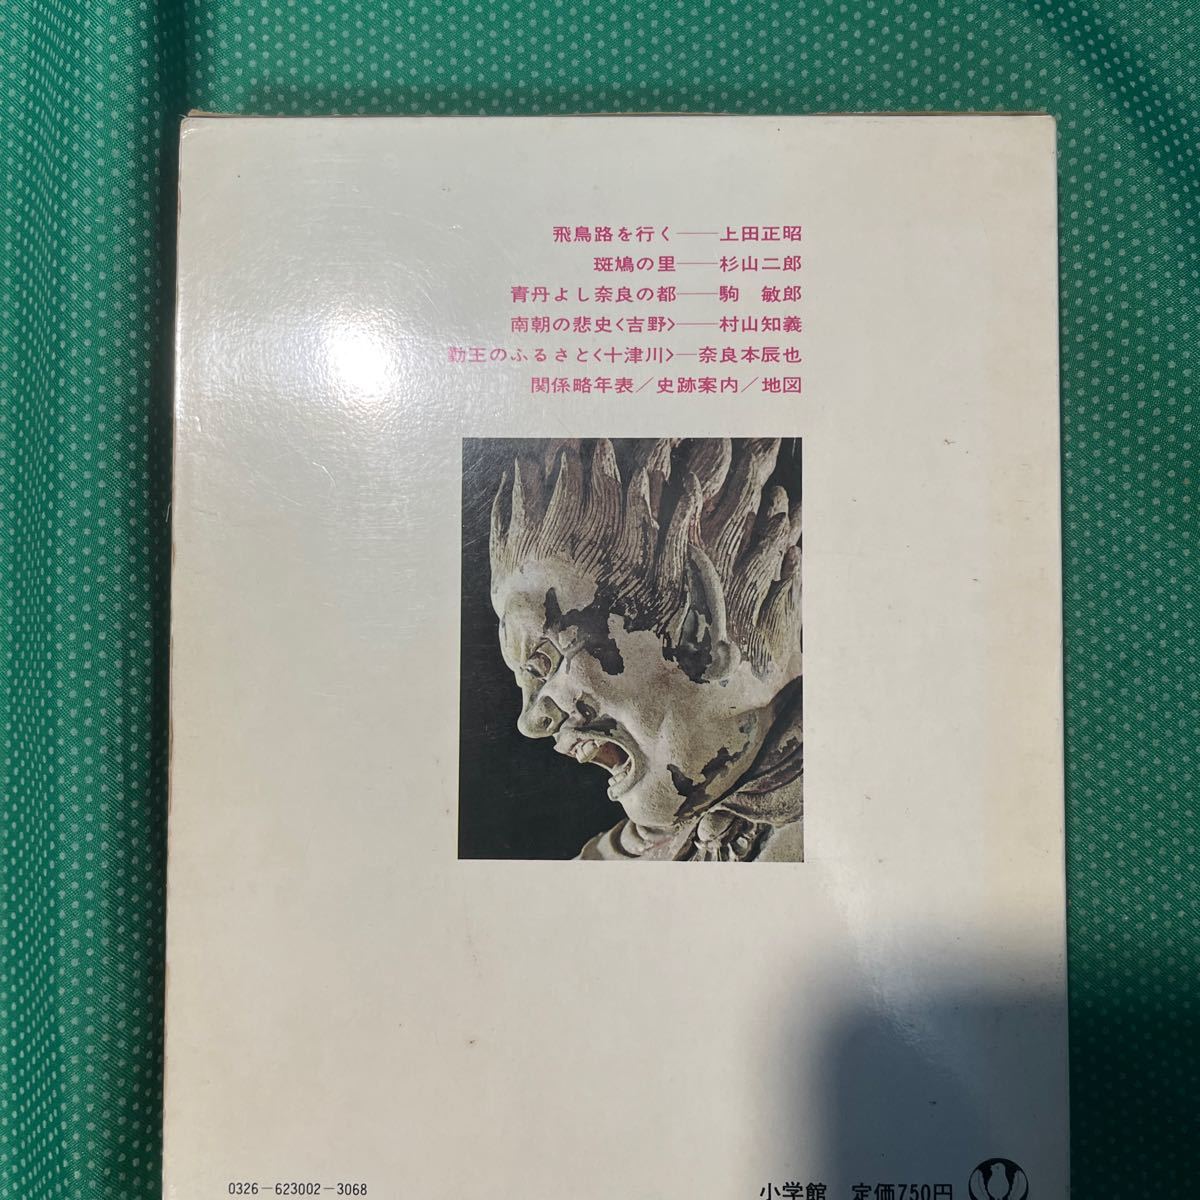 飛鳥路を行く――上田正昭
斑鳩の里――杉山二郎
青丹よし奈良の都――駒　敏郎
南朝の悲史〈吉野〉――村山知義
勤王のふるさと〈十津川〉―奈良本辰也
関係略年表／史跡案内／地図
0326-623002-3068
小学館　定価750円